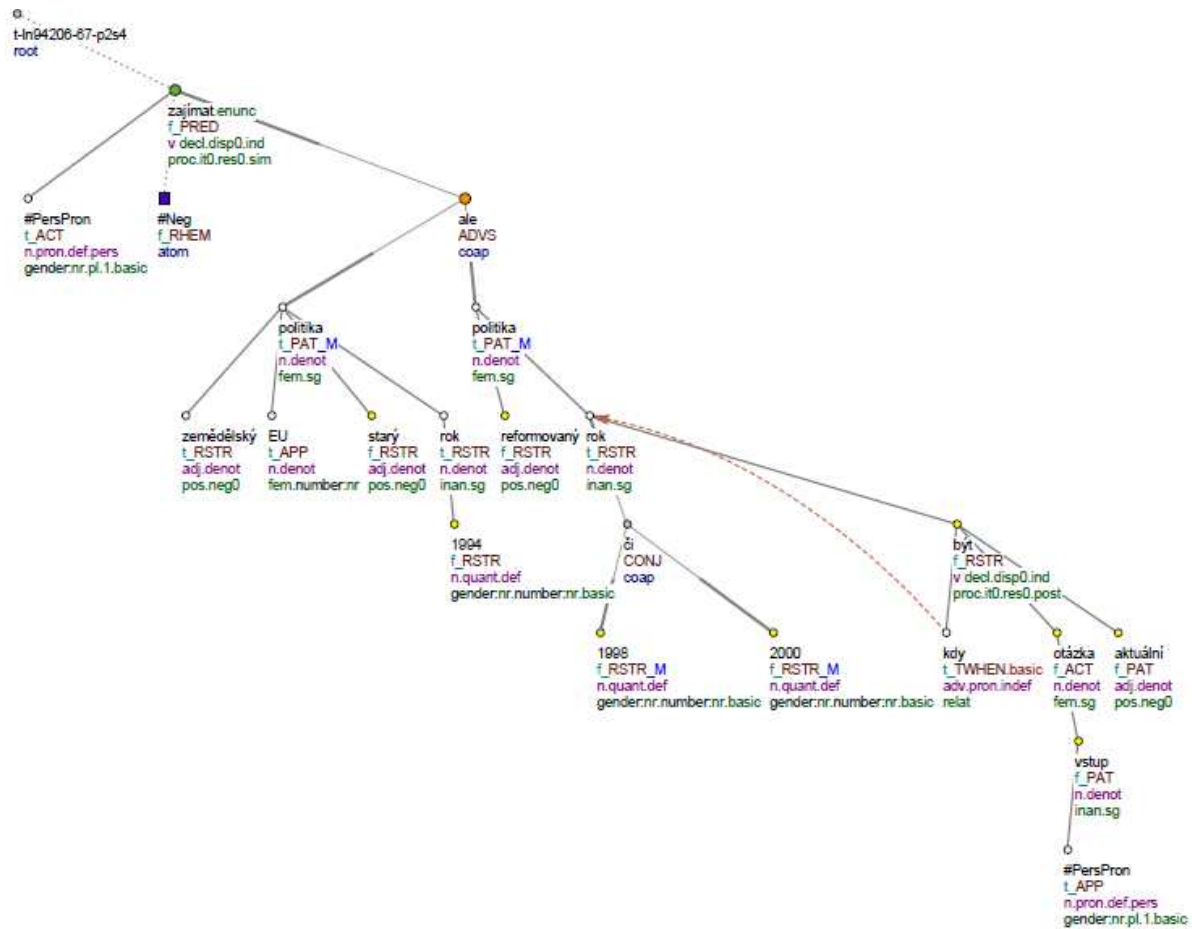 t-ln94206-67-p2s4
root
zajímat.enunc
f_PRED
v decl.disp0.ind
proc.it0.res0.sim
#PersPron
t_ACT
n.pron.def.pers
gender:nr.pl.1.basic
#Neg
f_RHEM
atom
ale
ADVS
coap
politika
t_PAT_M
n.denot
fem.sg
politika
t_PAT_M
n.denot
fem.sg
zemědělský
t_RSTR
adj.denot
pos.neg0
EU
t_APP
n.denot
fem.number:nr
starý
f_RSTR
adj.denot
pos.neg0
rok
t_RSTR
n.denot
inan.sg
reformovaný
f_RSTR
adj.denot
pos.neg0
rok
t_RSTR
n.denot
inan.sg
1994
f_RSTR
n.quant.def
gender:nr.number:nr.basic
či
CONJ
coap
být
f_RSTR
v decl.disp0.ind
proc.it0.res0.post
1998
f_RSTR_M
n.quant.def
gender:nr.number:nr.basic
2000
f_RSTR_M
n.quant.def
gender:nr.number:nr.basic
kdy
t_TWHEN.basic
adv.pron.indef
relat
otázka
f_ACT
n.denot
fem.sg
aktuální
f_PAT
adj.denot
pos.neg0
vstup
f_PAT
n.denot
inan.sg
#PersPron
t_APP
n.pron.def.pers
gender:nr.pl.1.basic